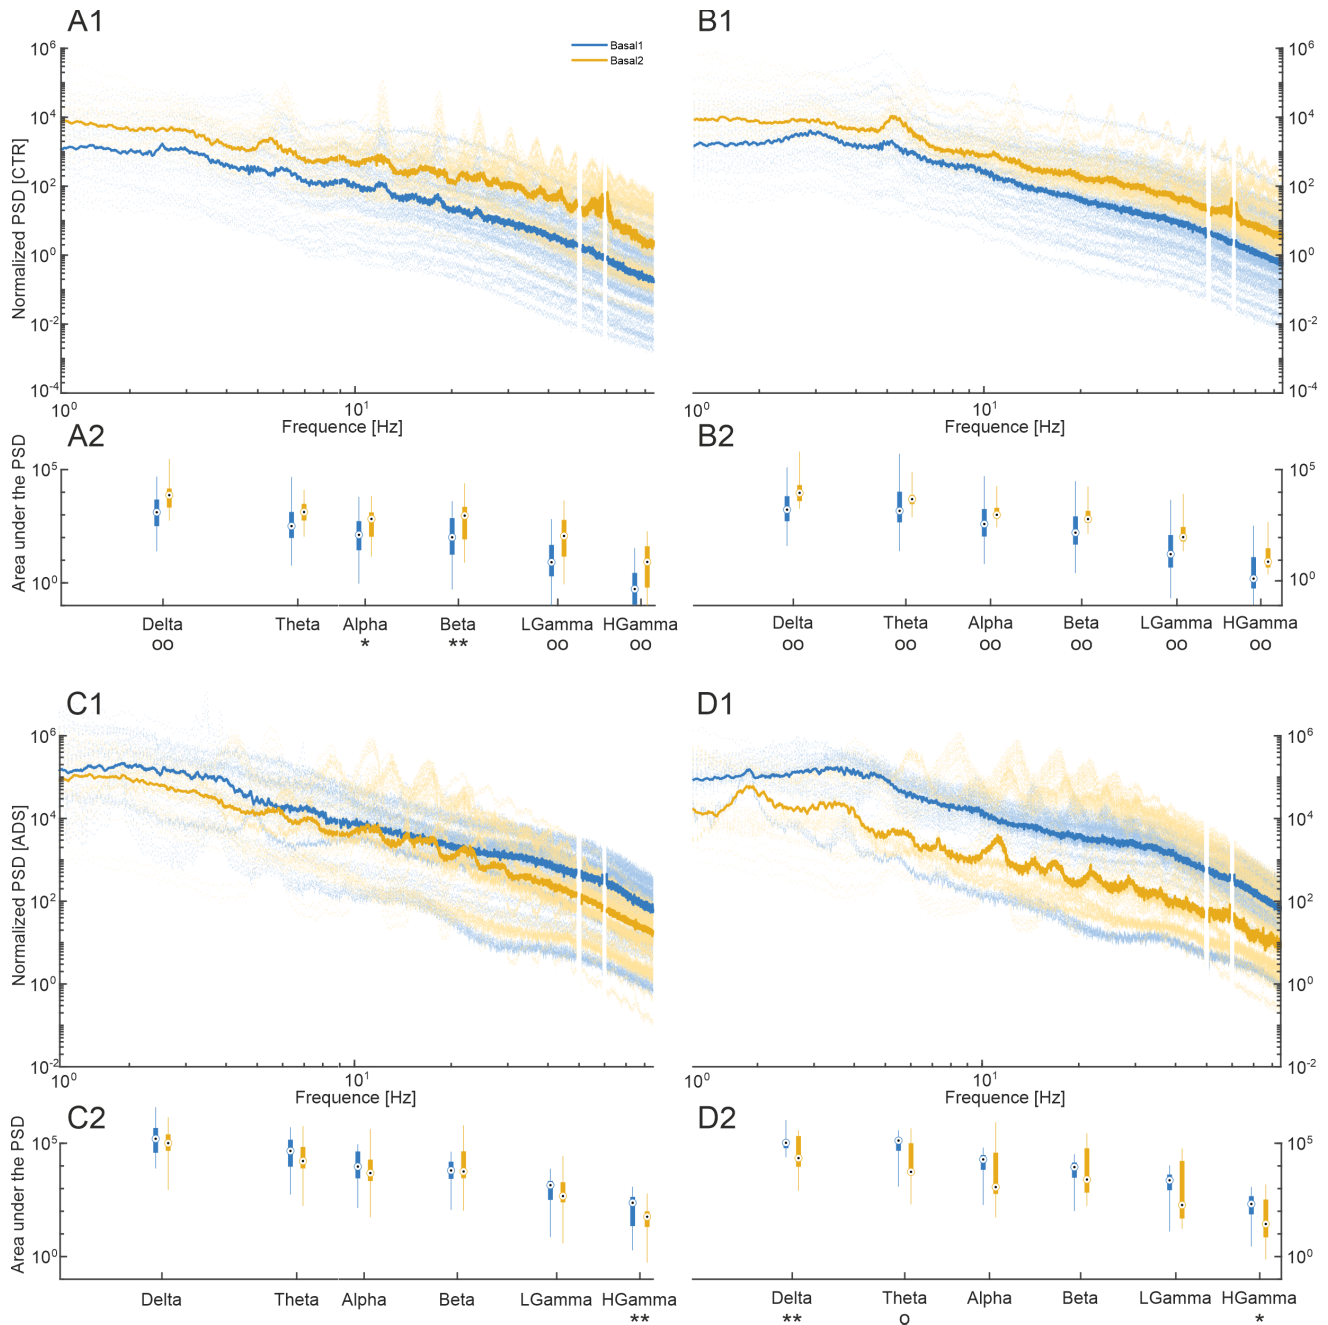 A1
B1
Basal1
Basal2
Normalized PSD [CTR]
10^6
10^4
10^2
10^0
10^-2
10^-4
10^0
10^1
Frequence [Hz]
10^6
10^4
10^2
10^0
10^-2
10^-4
10^0
10^1
Frequence [Hz]
A2
B2
Area under the PSD
10^5
10^0
10^5
10^0
Delta Theta Alpha Beta LGamma HGamma
oo * ** oo oo
Delta Theta Alpha Beta LGamma HGamma
oo oo oo oo oo oo
C1
D1
Normalized PSD [ADS]
10^6
10^4
10^2
10^0
10^-2
10^0
10^1
Frequence [Hz]
10^6
10^4
10^2
10^0
10^-2
10^0
10^1
Frequence [Hz]
C2
D2
Area under the PSD
10^5
10^0
10^5
10^0
Delta Theta Alpha Beta LGamma HGamma
**
Delta Theta Alpha Beta LGamma HGamma
** o *